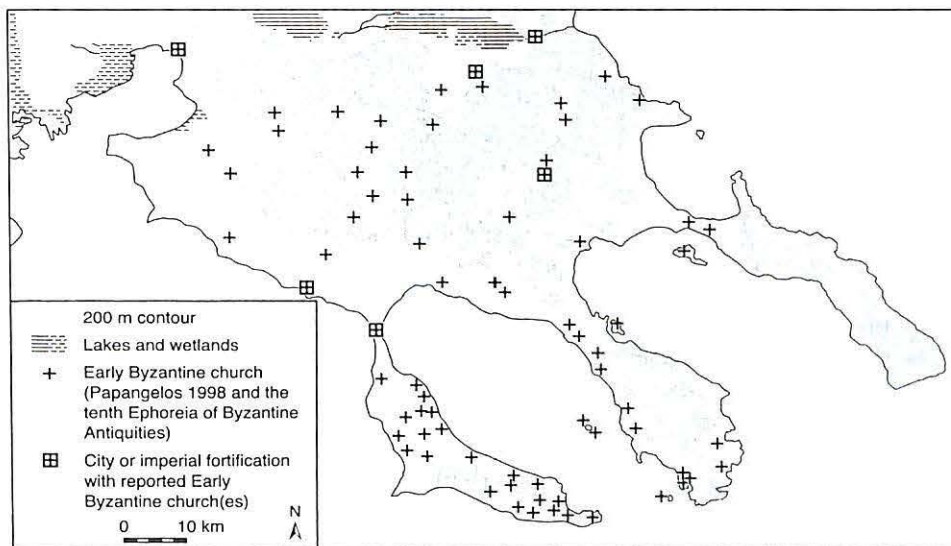 200 m contour
Lakes and wetlands
Early Byzantine church
(Papangelos 1998 and the
tenth Ephoreia of Byzantine
Antiquities)
City or imperial fortification
with reported Early
Byzantine church(es)
0 10 km
N